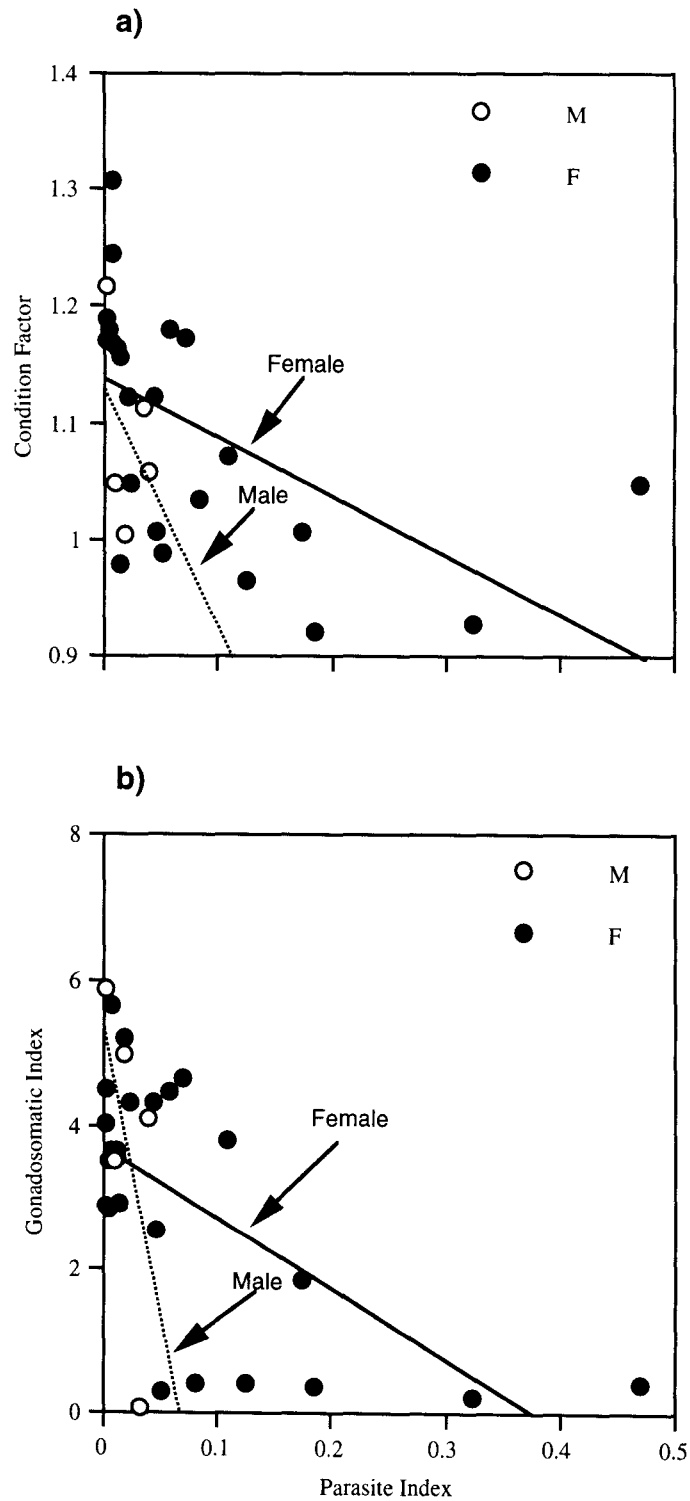 a)
1.4
1.3
1.2
1.1
1
0.9
Condition Factor
M
F
Female
Male
b)
8
6
4
2
0
Gonadosomatic Index
M
F
Female
Male
0 0.1 0.2 0.3 0.4 0.5
Parasite Index